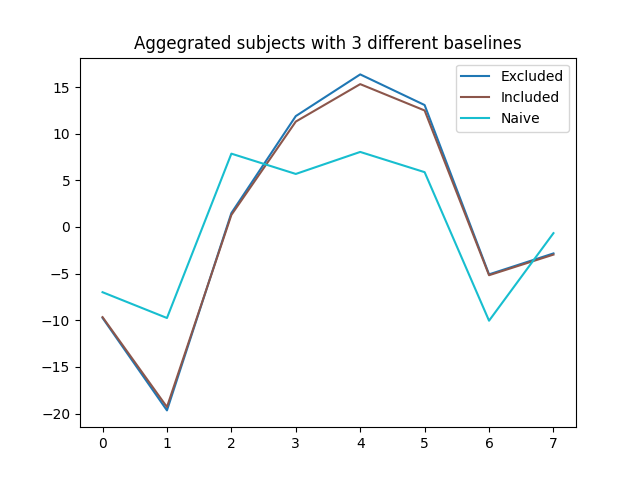 Aggegrated subjects with 3 different baselines
Excluded
Included
Naive
15
10
5
0
−5
−10
−15
−20
0 1 2 3 4 5 6 7